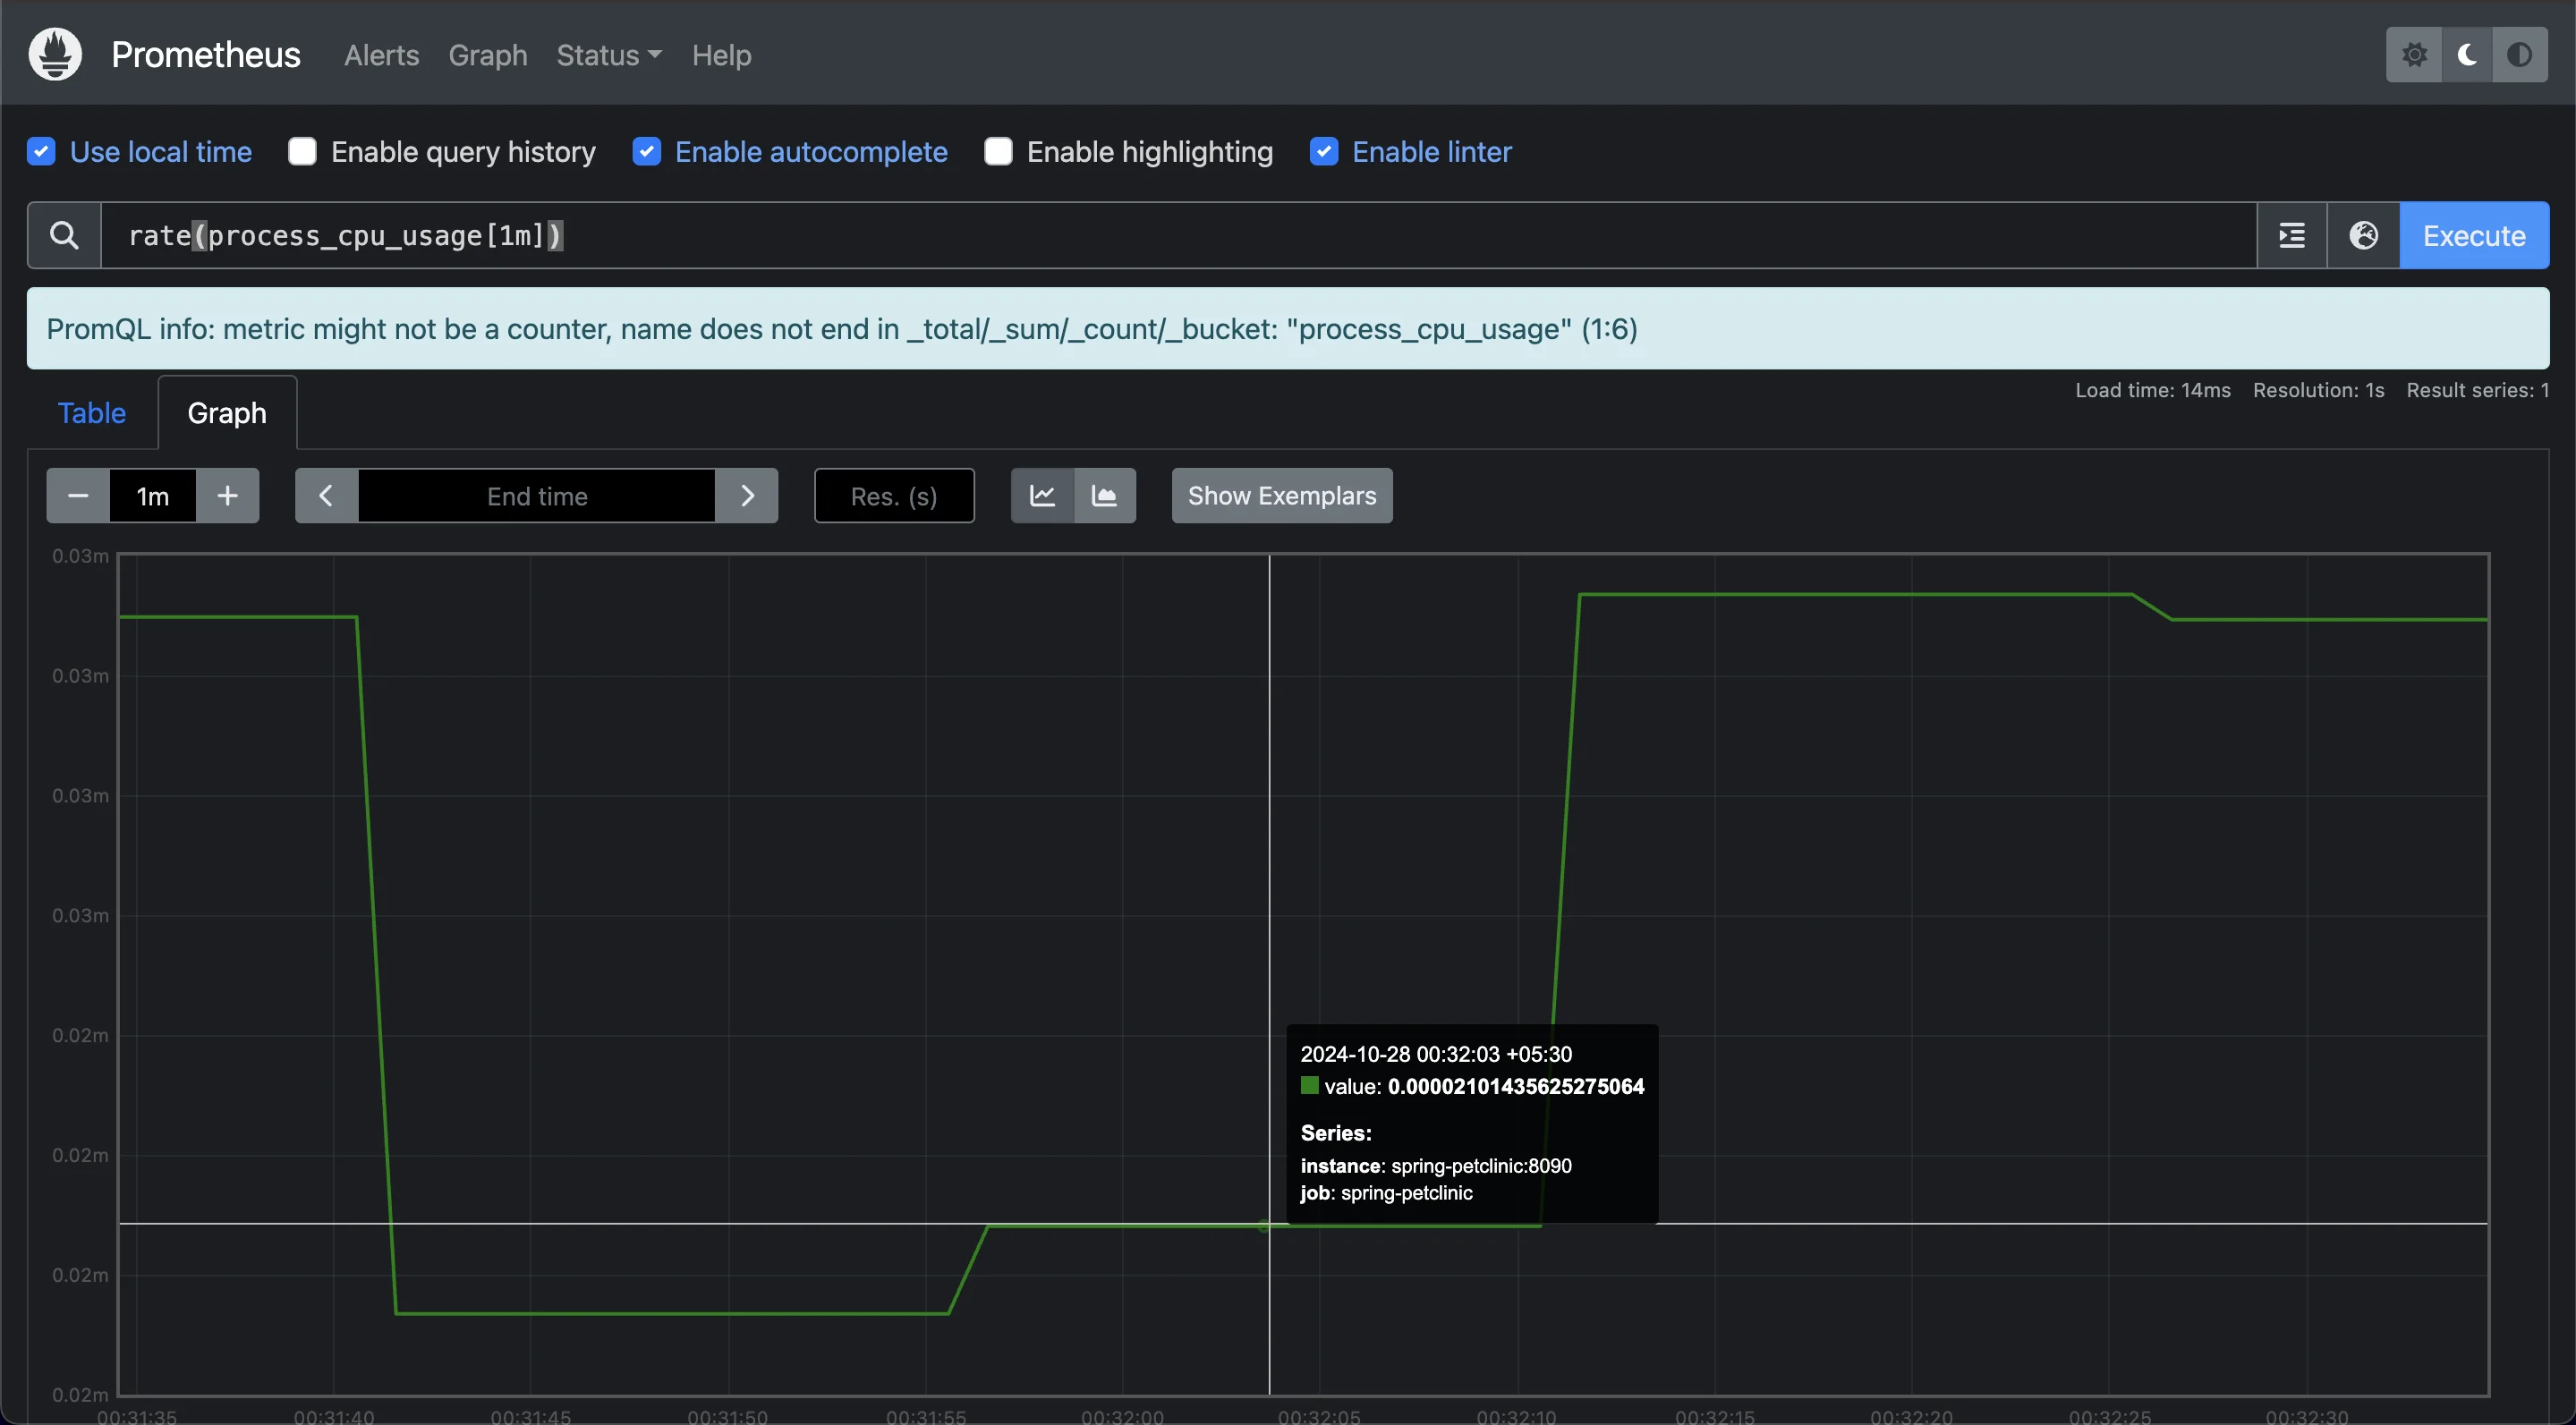 Prometheus Alerts Graph Status Help
Use local time Enable query history Enable autocomplete Enable highlighting Enable linter
rate(process_cpu_usage[1m]) Execute
PromQL info: metric might not be a counter, name does not end in _total/_sum/_count/_bucket: "process_cpu_usage" (1:6)
Load time: 14ms Resolution: 1s Result series: 1
Table Graph
1m End time Res. (s) Show Exemplars
0.03m
0.03m
0.03m
0.03m
0.02m
2024-10-28 00:32:03 +05:30
value: 0.00002101435625275064
Series:
0.02m
instance: spring-petclinic:8090
job: spring-petclinic
0.02m
0.02m
00:31:35 00:31:40 00:31:45 00:31:50 00:31:55 00:32:00 00:32:05 00:32:10 00:32:15 00:32:20 00:32:25 00:32:30